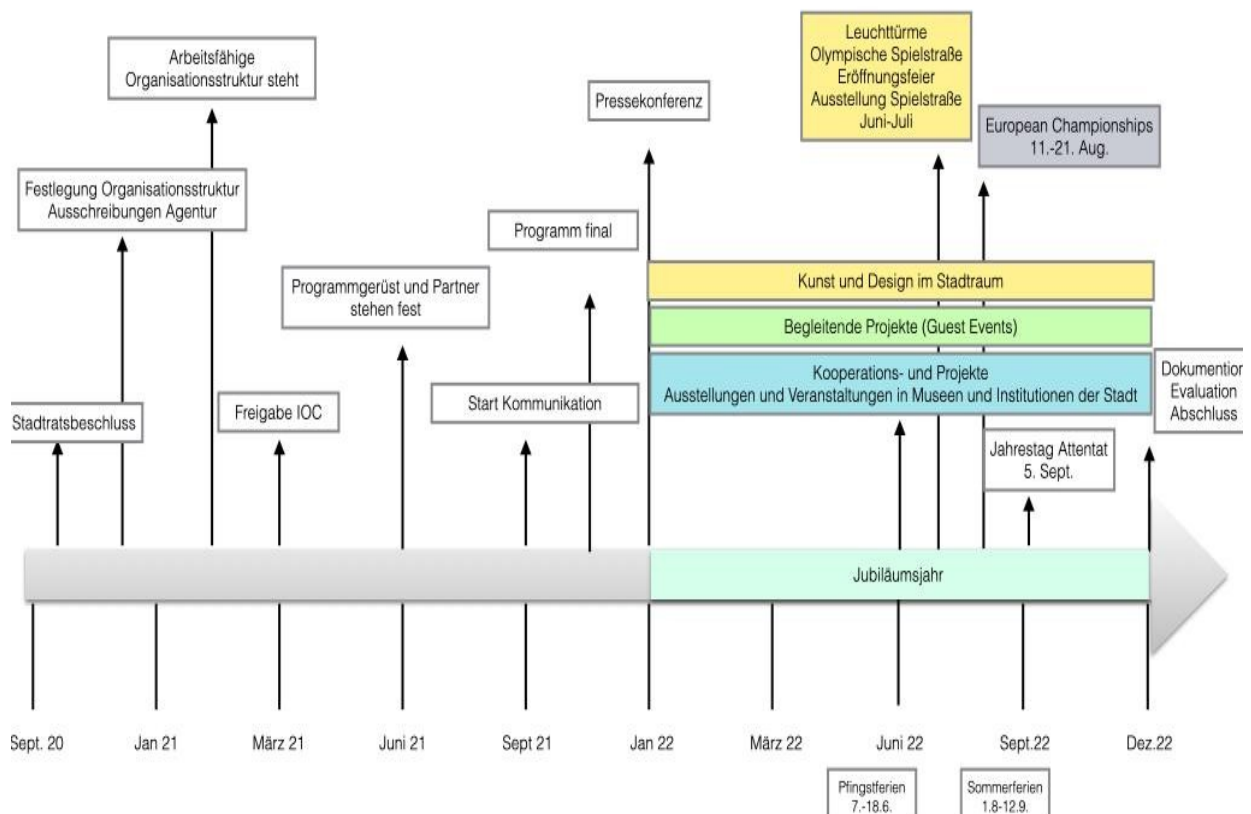 Arbeitsfähige
Organisationsstruktur steht
Festlegung Organisationsstruktur
Ausschreibungen Agentur
Stadtratsbeschluss
Freigabe IOC
Programmgerüst und Partner
stehen fest
Start Kommunikation
Programm final
Pressekonferenz
Leuchttürme
Olympische Spielstraße
Eröffnungsfeier
Ausstellung Spielstraße
Juni-Juli
European Championships
11.-21. Aug.
Kunst und Design im Stadtraum
Begleitende Projekte (Guest Events)
Kooperations- und Projekte
Ausstellungen und Veranstaltungen in Museen und Institutionen der Stadt
Jahrestag Attentat
5. Sept.
Dokumention
Evaluation
Abschluss
Jubiläumsjahr
Sept. 20
Jan 21
März 21
Juni 21
Sept 21
Jan 22
März 22
Juni 22
Sept.22
Dez.22
Pfingstferien
7.-18.6.
Sommerferien
1.8-12.9.